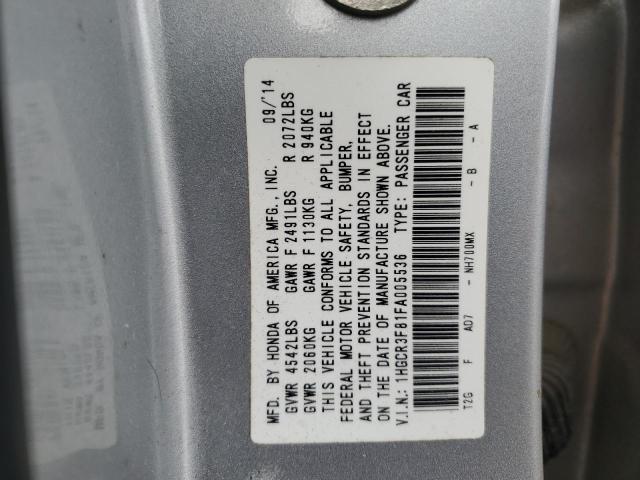 MFD. BY HONDA OF AMERICA MFG., INC. 09/'14
GVWR 4542LBS GAWR F 2491LBS R 2072LBS
GVWR 2060KG GAWR F 1130KG R 940KG
THIS VEHICLE CONFORMS TO ALL APPLICABLE
FEDERAL MOTOR VEHICLE SAFETY, BUMPER,
AND THEFT PREVENTION STANDARDS IN EFFECT
ON THE DATE OF MANUFACTURE SHOWN ABOVE.
V.I.N.: 1HGCR3F81FA005536 TYPE: PASSENGER CAR
T2G F AD7 - NH700MX - B - A